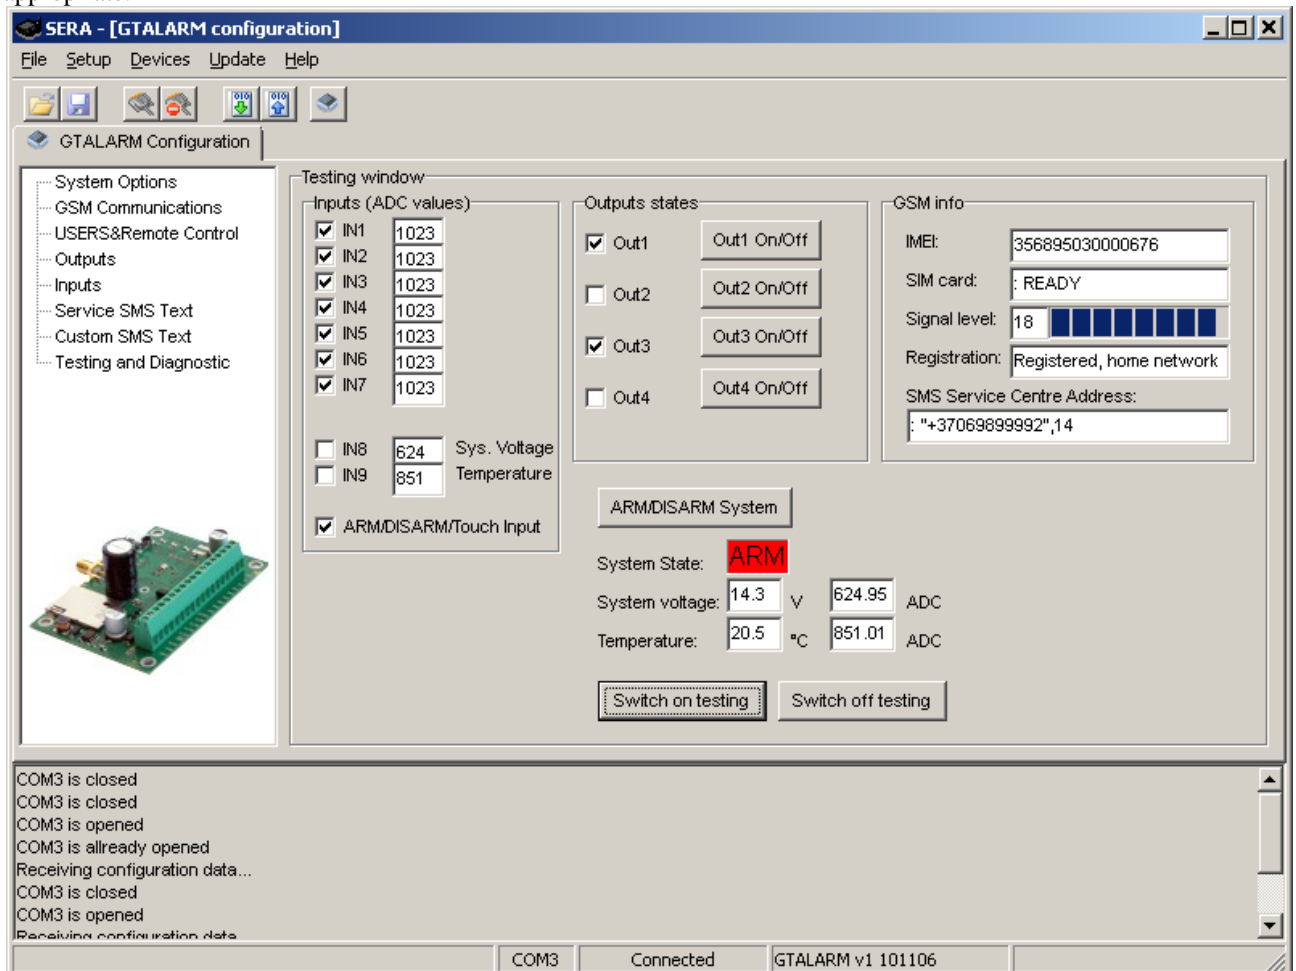 SERA - [GTALARM configuration]
File Setup Devices Update Help
GTALARM Configuration
System Options
GSM Communications
USERS&Remote Control
Outputs
Inputs
Service SMS Text
Custom SMS Text
Testing and Diagnostic
Testing window
Inputs (ADC values)
IN1 1023
IN2 1023
IN3 1023
IN4 1023
IN5 1023
IN6 1023
IN7 1023
IN8 624 Sys. Voltage
IN9 851 Temperature
ARM/DISARM/Touch Input
Outputs states
Out1 Out1 On/Off
Out2 Out2 On/Off
Out3 Out3 On/Off
Out4 Out4 On/Off
GSM info
IMEI: 356895030000676
SIM card: : READY
Signal level: 18
Registration: Registered, home network
SMS Service Centre Address:
: "+37069899992",14
ARM/DISARM System
System State: ARM
System voltage: 14.3 V 624.95 ADC
Temperature: 20.5 °C 851.01 ADC
Switch on testing Switch off testing
COM3 is closed
COM3 is closed
COM3 is opened
COM3 is allready opened
Receiving configuration data...
COM3 is closed
COM3 is opened
Receiving configuration data
COM3 Connected GTALARM v1 101106